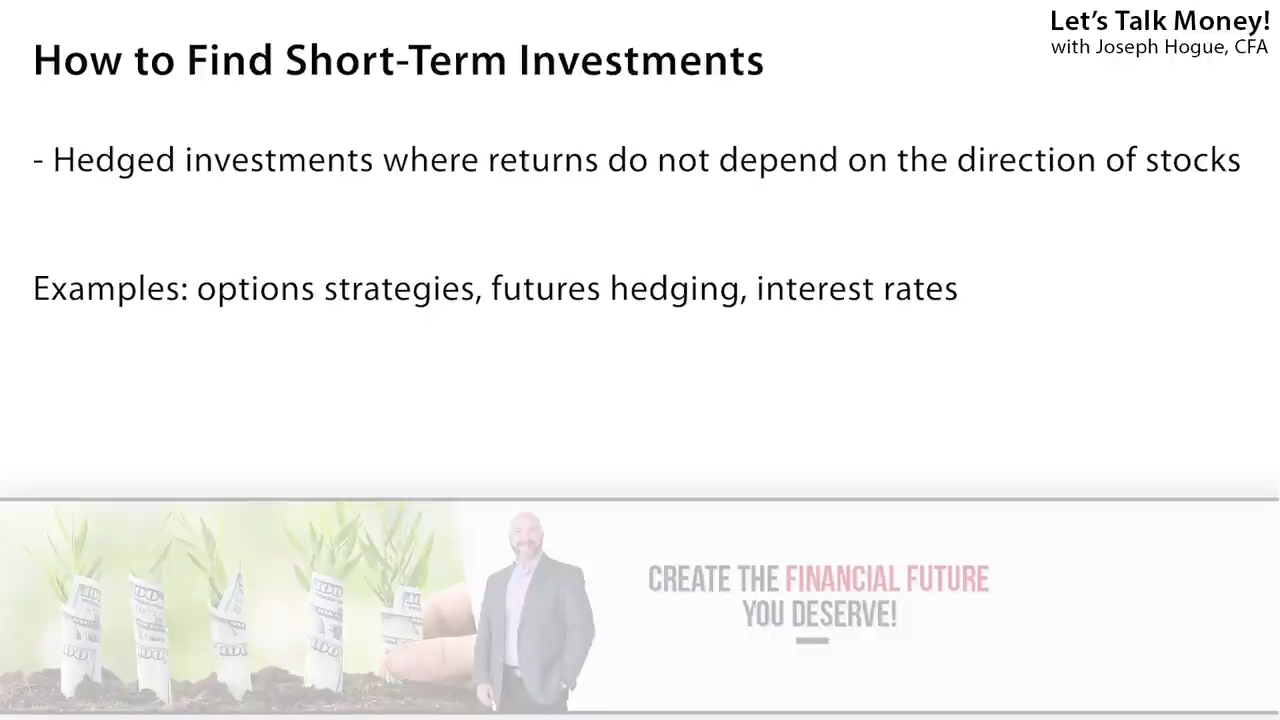 Let's Talk Money!
with Joseph Hogue, CFA
How to Find Short-Term Investments
- Hedged investments where returns do not depend on the direction of stocks
Examples: options strategies, futures hedging, interest rates
CREATE THE FINANCIAL FUTURE
YOU DESERVE!